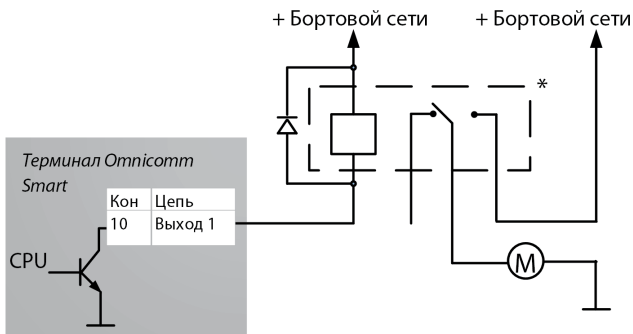 + Бортовой сети
+ Бортовой сети
*
Терминал Omnicomm
Smart
Кон Цепь
10 Выход 1
CPU
M